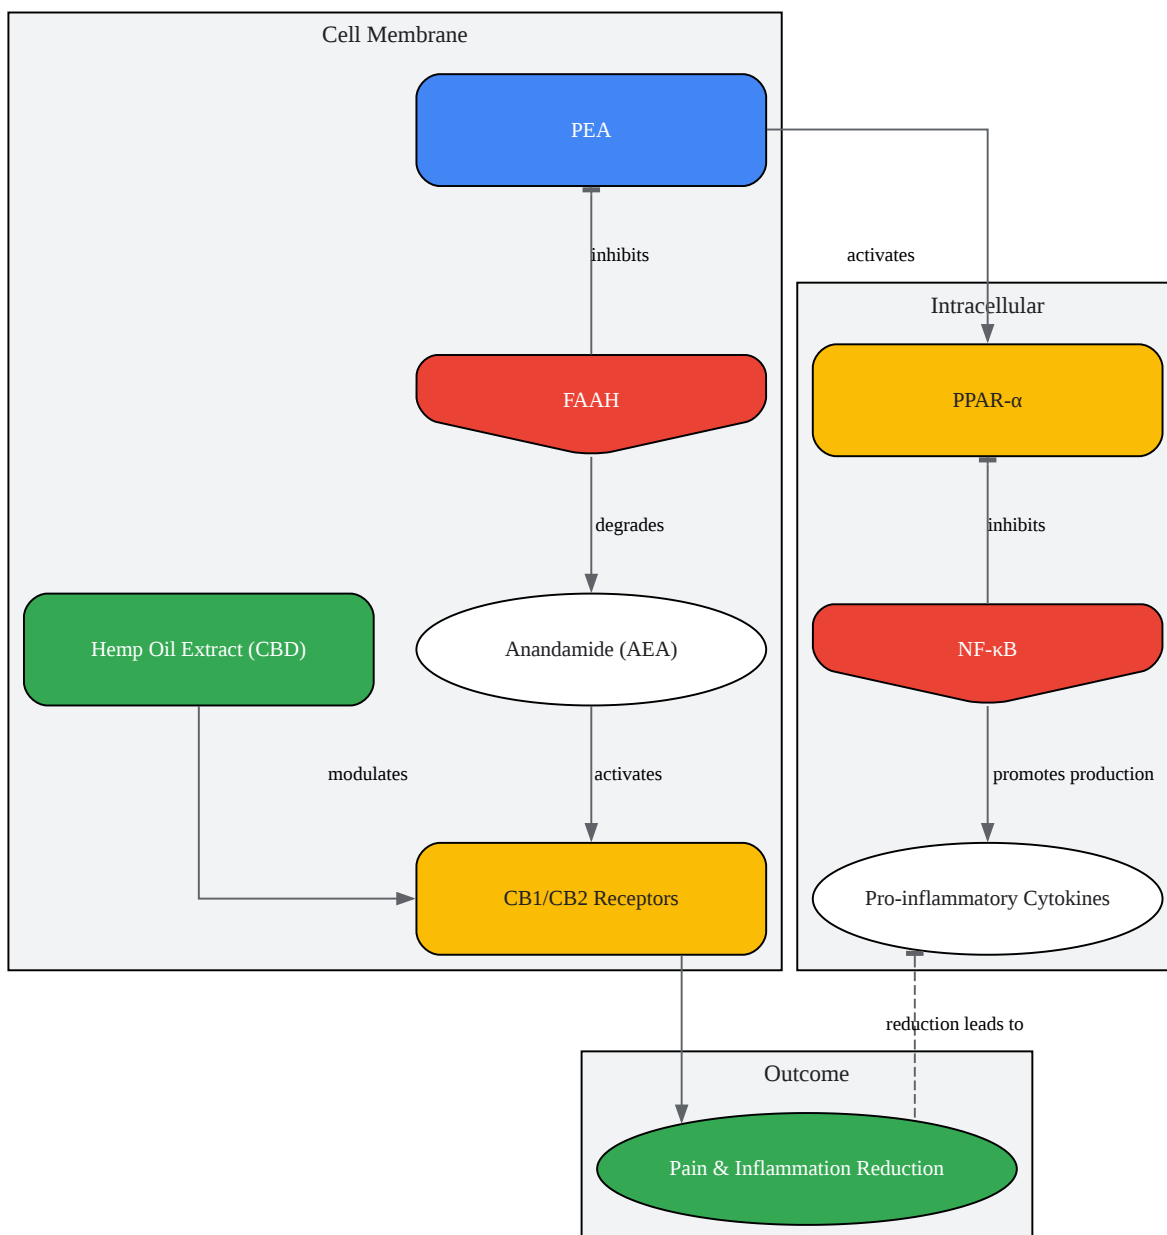 Cell Membrane
PEA
inhibits
activates
Intracellular
FAAH
PPAR-α
degrades
inhibits
Hemp Oil Extract (CBD)
Anandamide (AEA)
NF-κB
modulates
activates
promotes production
CB1/CB2 Receptors
Pro-inflammatory Cytokines
reduction leads to
Outcome
Pain & Inflammation Reduction